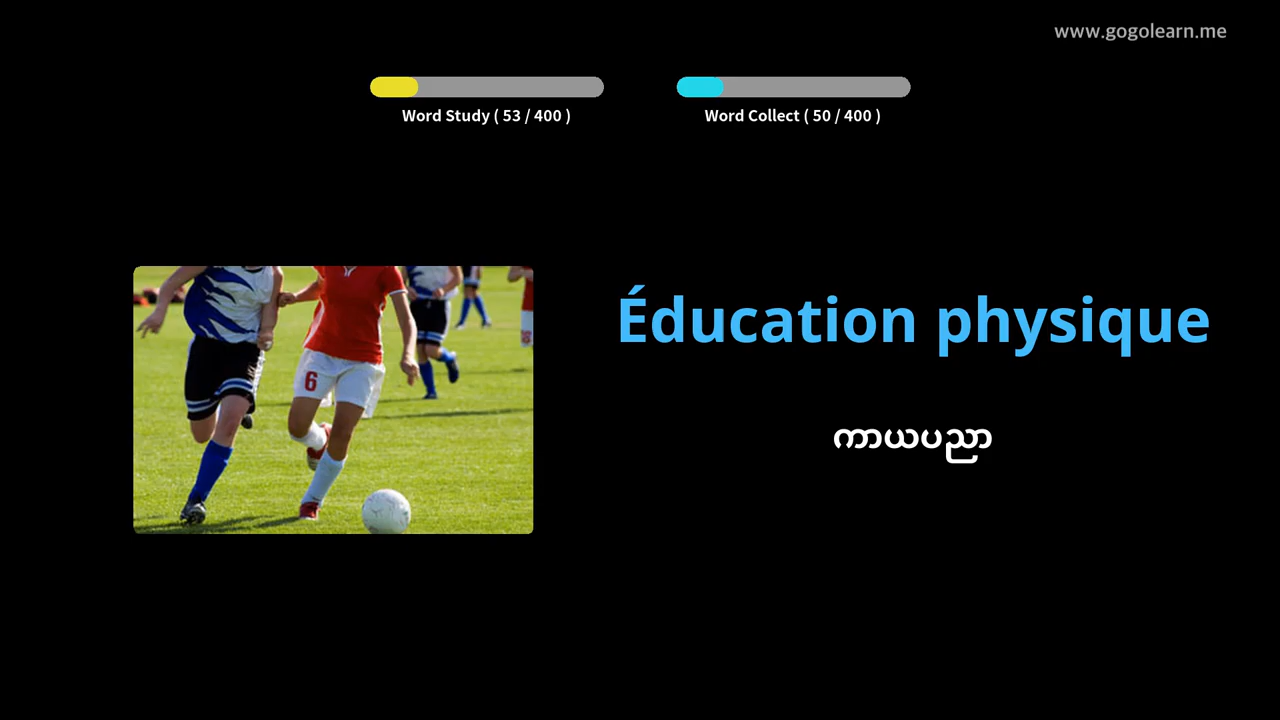 www.gogolearn.me
Word Study ( 53 / 400 )
Word Collect ( 50 / 400 )
6
Éducation physique
ကာယပညာ